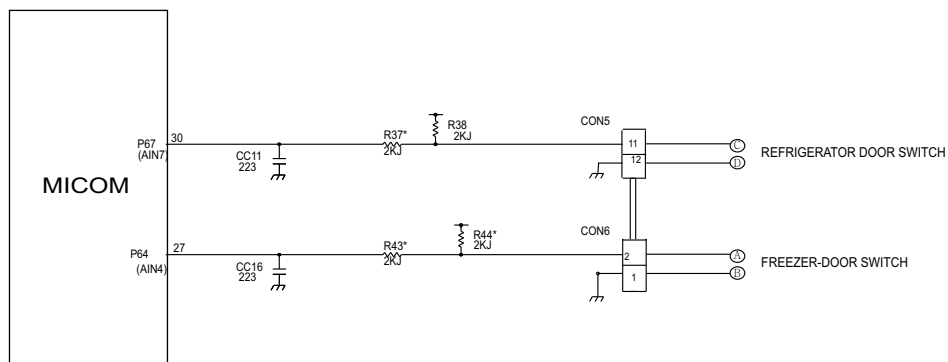 MICOM
P67
(AIN7)
30
CC11
223
R37*
2KJ
R38
2KJ
CON5
11
12
C
D
REFRIGERATOR DOOR SWITCH
P64
(AIN4)
27
CC16
223
R43*
2KJ
R44*
2KJ
CON6
2
1
A
B
FREEZER-DOOR SWITCH